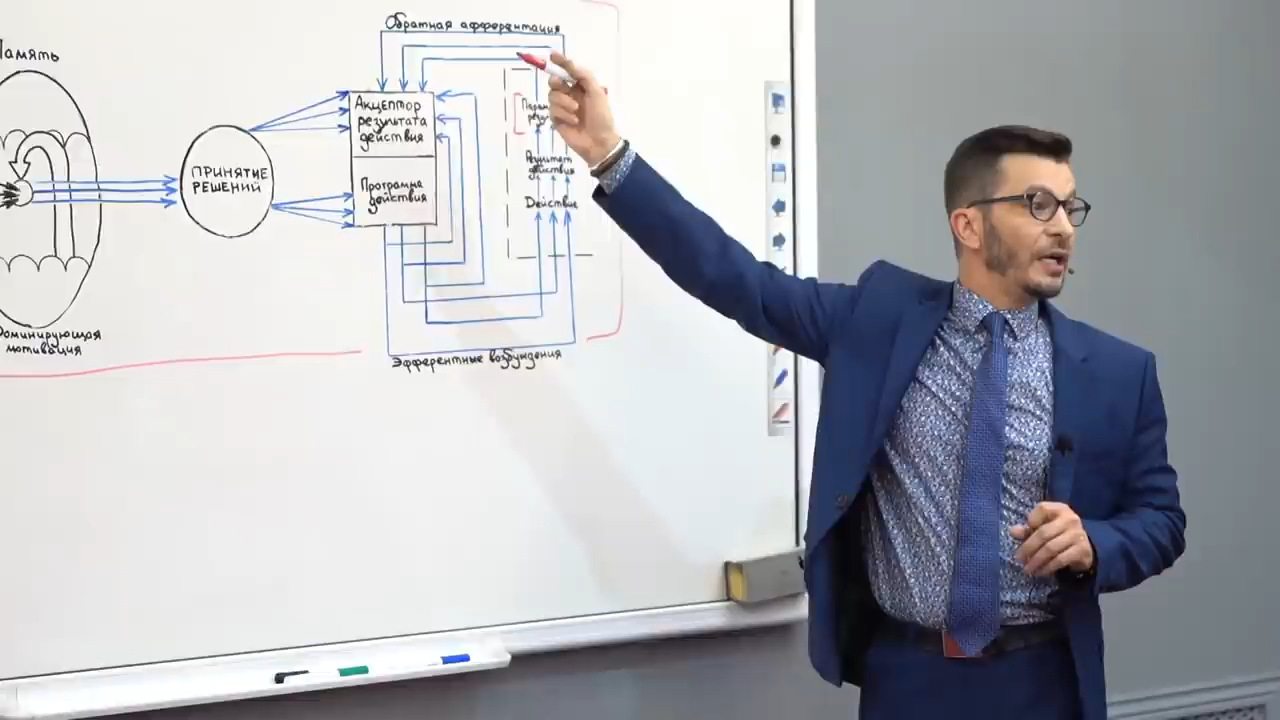 Обратная афферентация
Память
Акцептор
результата
действия
ПРИНЯТИЕ
РЕШЕНИЙ
Программа
действия
Результат
действия
Действие
Доминирующая
мотивация
Эфферентные возбуждения